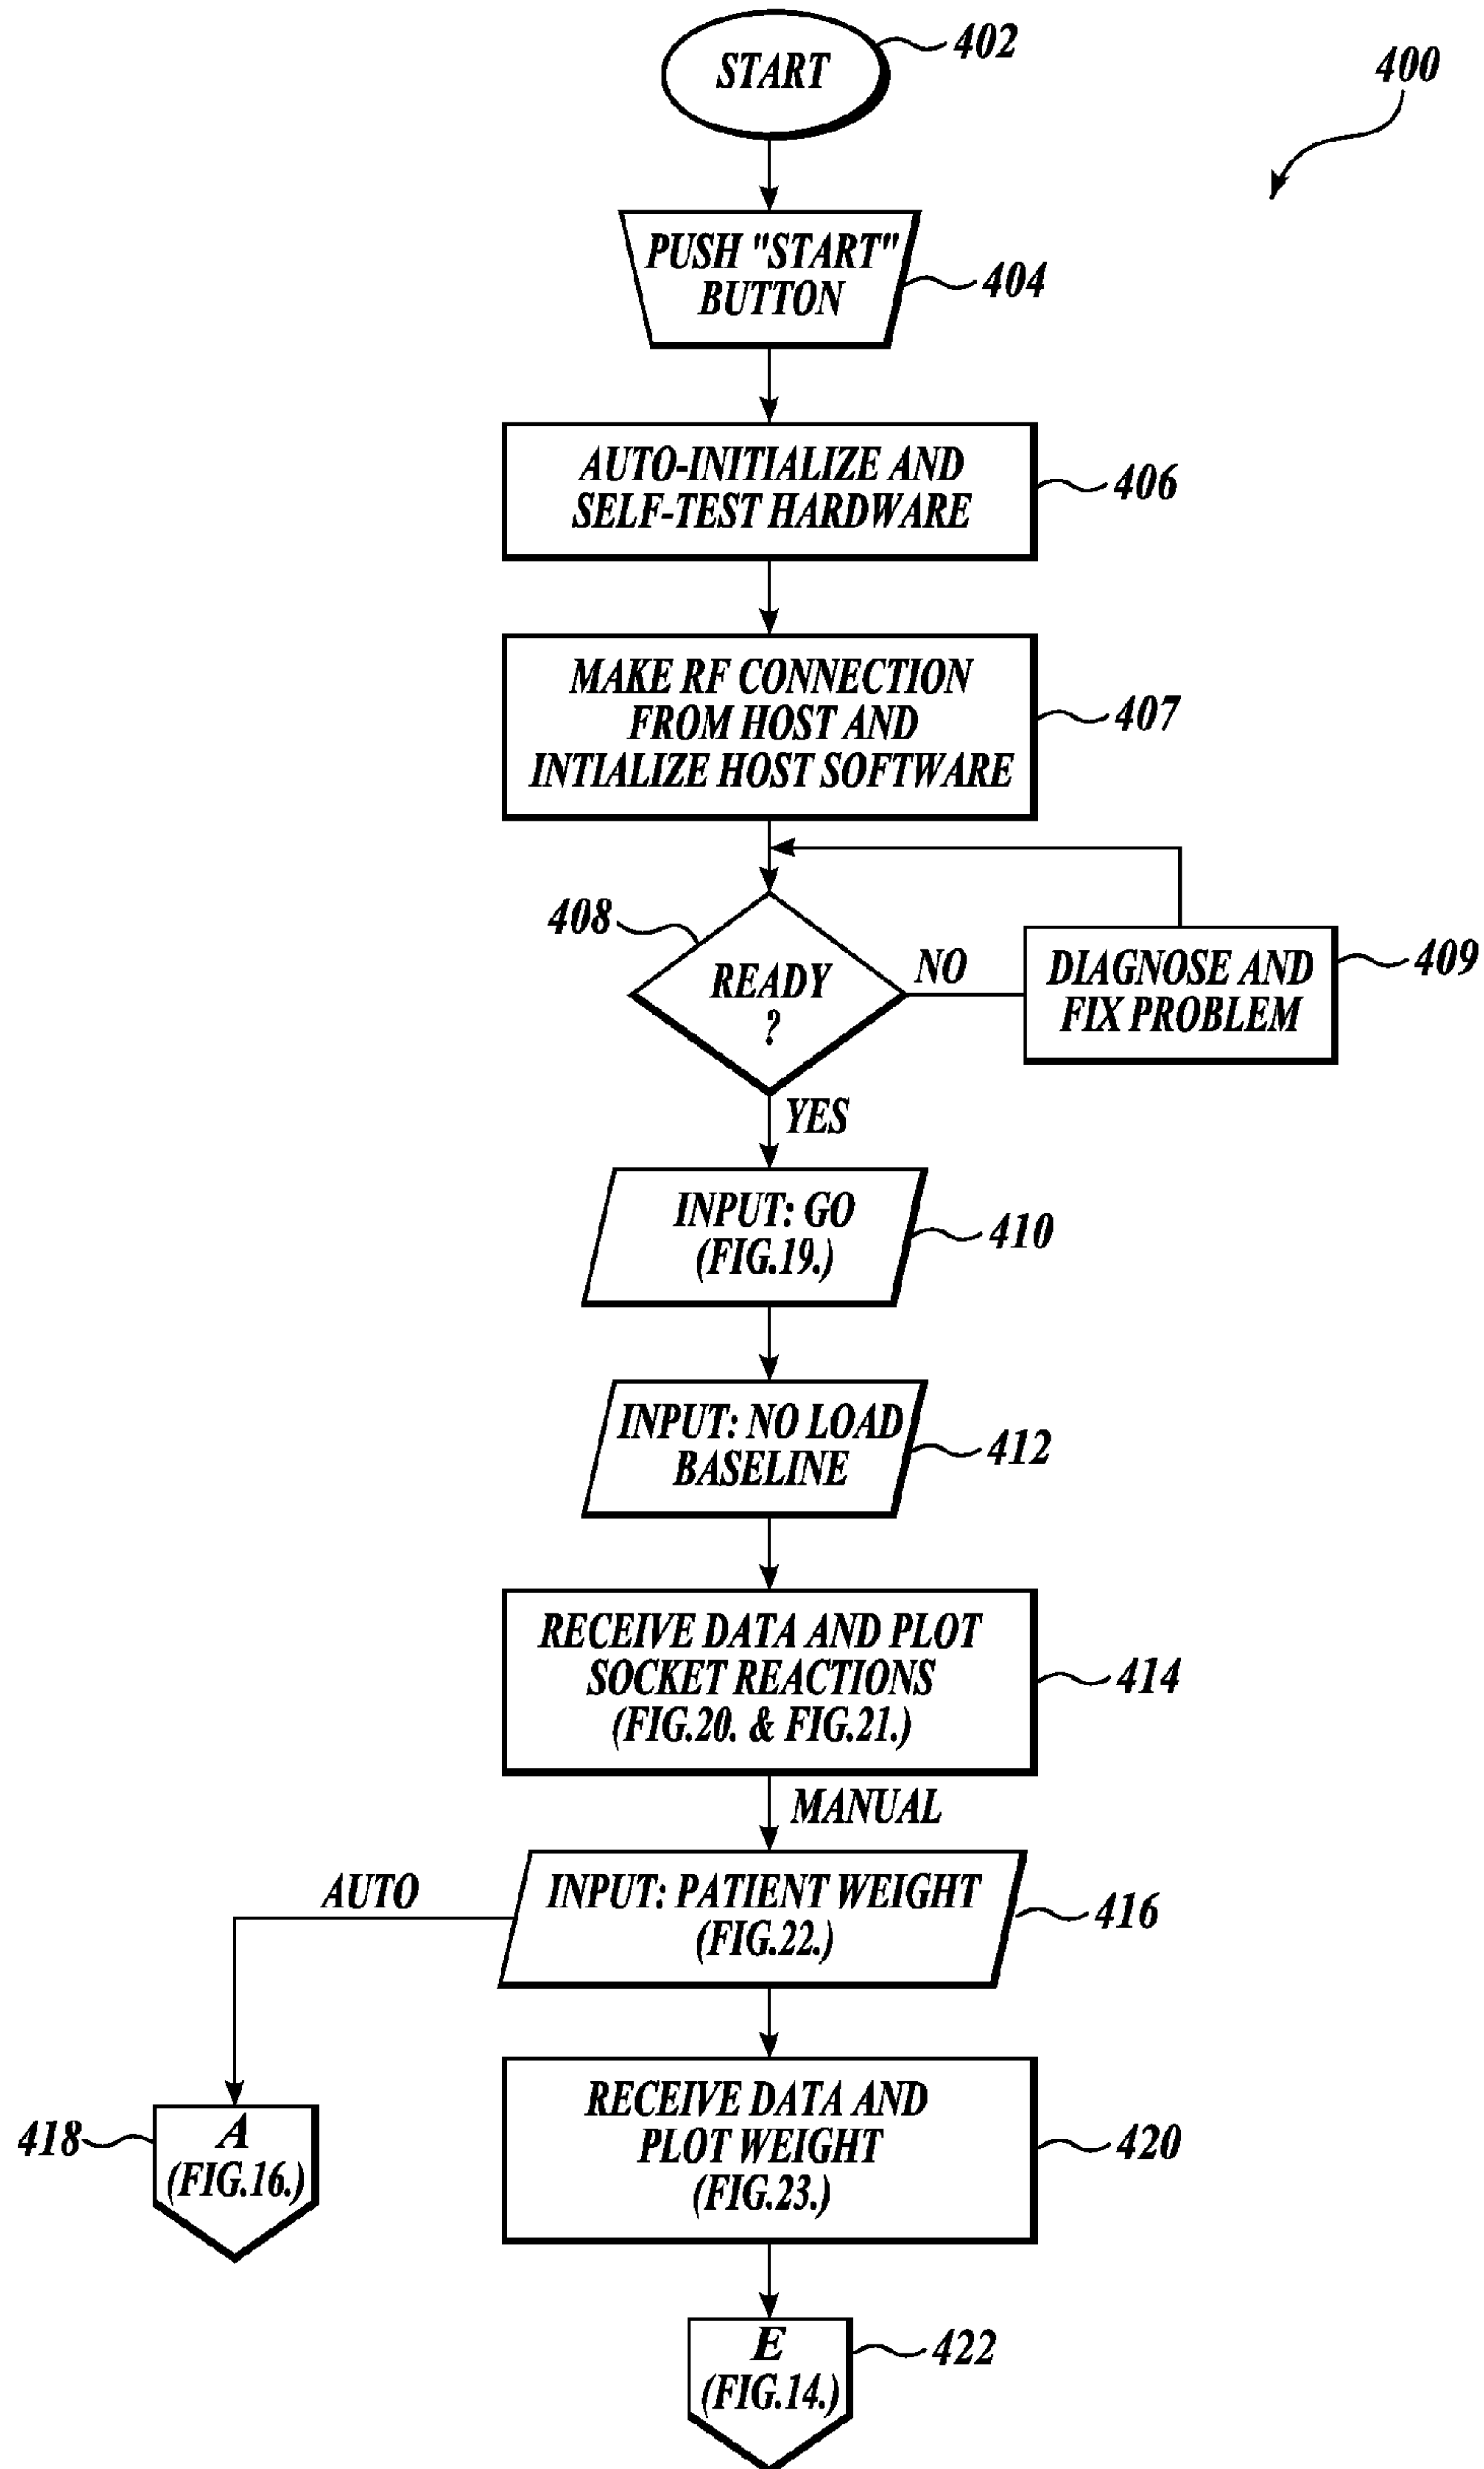 START
402
400
PUSH "START"
BUTTON
404
AUTO-INITIALIZE AND
SELF-TEST HARDWARE
406
MAKE RF CONNECTION
FROM HOST AND
INTIALIZE HOST SOFTWARE
407
408
READY
?
NO
DIAGNOSE AND
FIX PROBLEM
409
YES
INPUT: GO
(FIG.19.)
410
INPUT: NO LOAD
BASELINE
412
RECEIVE DATA AND PLOT
SOCKET REACTIONS
(FIG.20. & FIG.21.)
414
MANUAL
AUTO
INPUT: PATIENT WEIGHT
(FIG.22.)
416
418
A
(FIG.16.)
RECEIVE DATA AND
PLOT WEIGHT
(FIG.23.)
420
E
(FIG.14.)
422